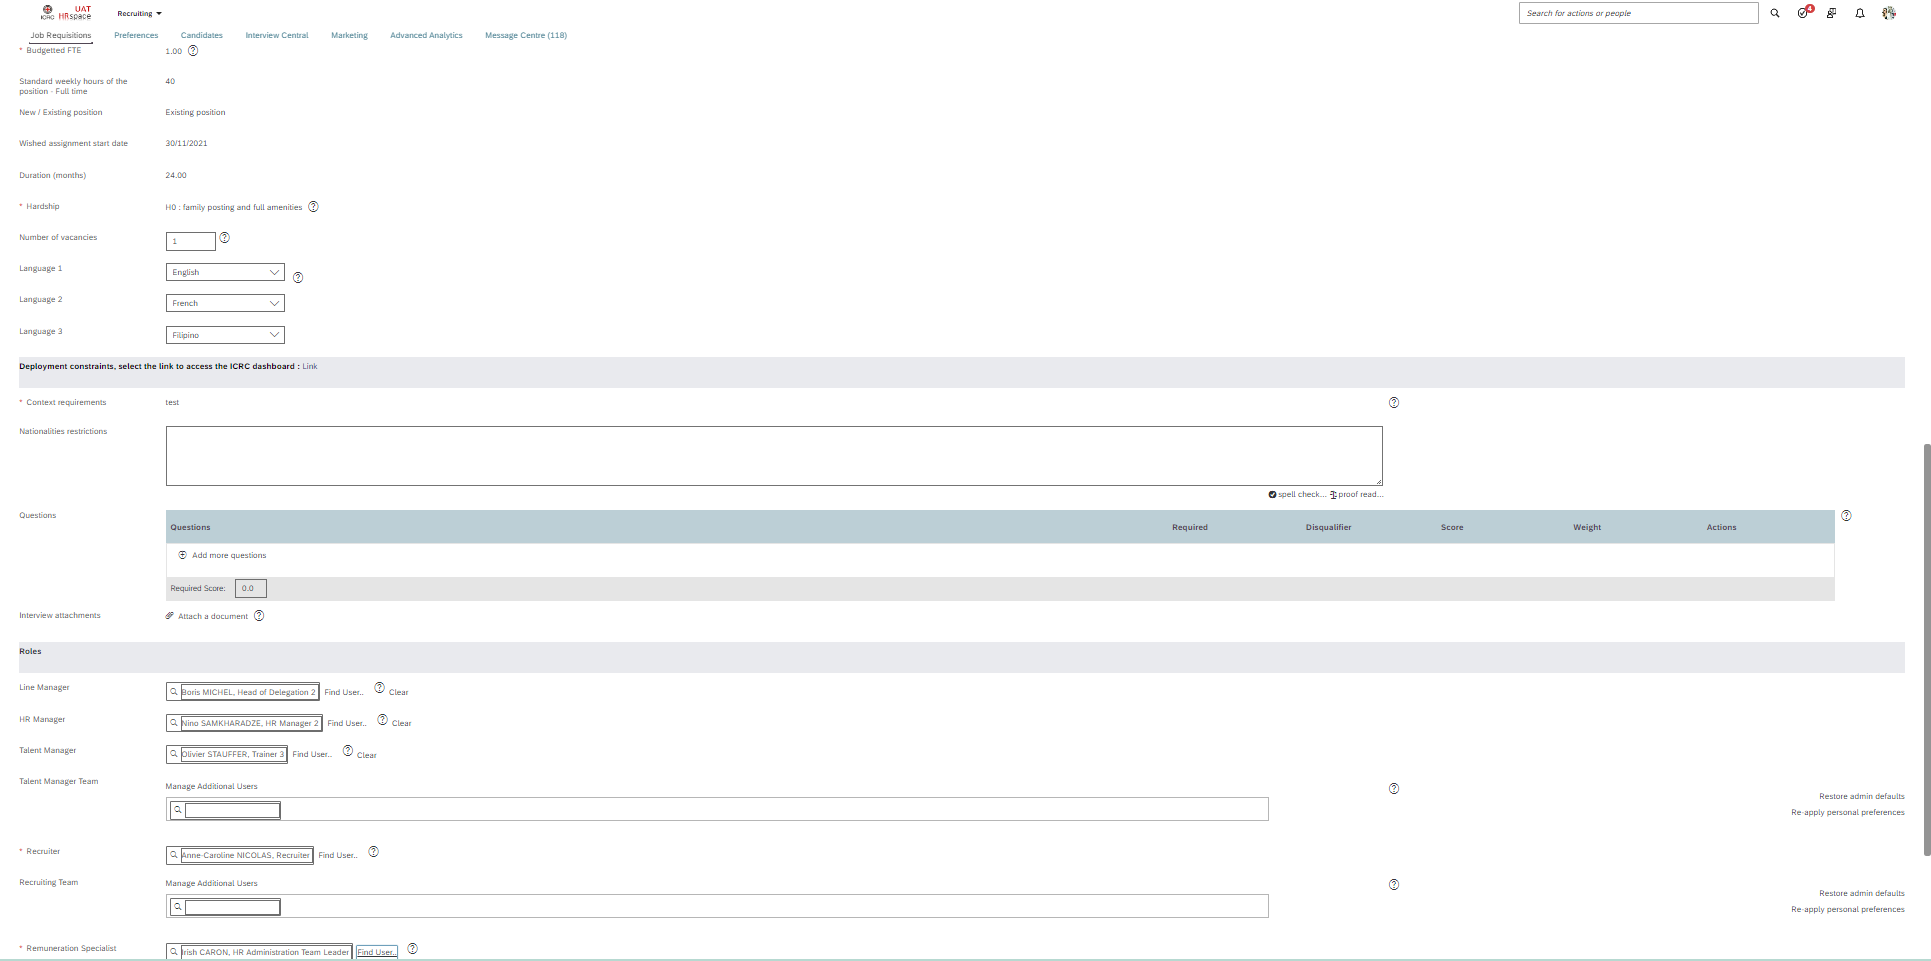 ICRC
UAT
HRspace
Recruiting
Search for actions or people
4
Job Requisitions Preferences Candidates Interview Central Marketing Advanced Analytics Message Centre (118)
* Budgetted FTE 1.00
Standard weekly hours of the
position - Full time 40
New / Existing position Existing position
Wished assignment start date 30/11/2021
Duration (months) 24.00
* Hardship H0 : family posting and full amenities
Number of vacancies 1
Language 1 English
Language 2 French
Language 3 Filipino
Deployment constraints, select the link to access the ICRC dashboard : Link
* Context requirements test
Nationalities restrictions
spell check... proof read...
Questions
Questions Required Disqualifier Score Weight Actions
Add more questions
Required Score: 0.0
Interview attachments Attach a document
Roles
Line Manager Boris MICHEL, Head of Delegation 2 Find User.. Clear
HR Manager Nino SAMKHARADZE, HR Manager 2 Find User.. Clear
Talent Manager Olivier STAUFFER, Trainer 3 Find User.. Clear
Talent Manager Team Manage Additional Users
Restore admin defaults
Re-apply personal preferences
* Recruiter Anne-Caroline NICOLAS, Recruiter Find User..
Recruiting Team Manage Additional Users
Restore admin defaults
Re-apply personal preferences
* Remuneration Specialist Irish CARON, HR Administration Team Leader Find User..